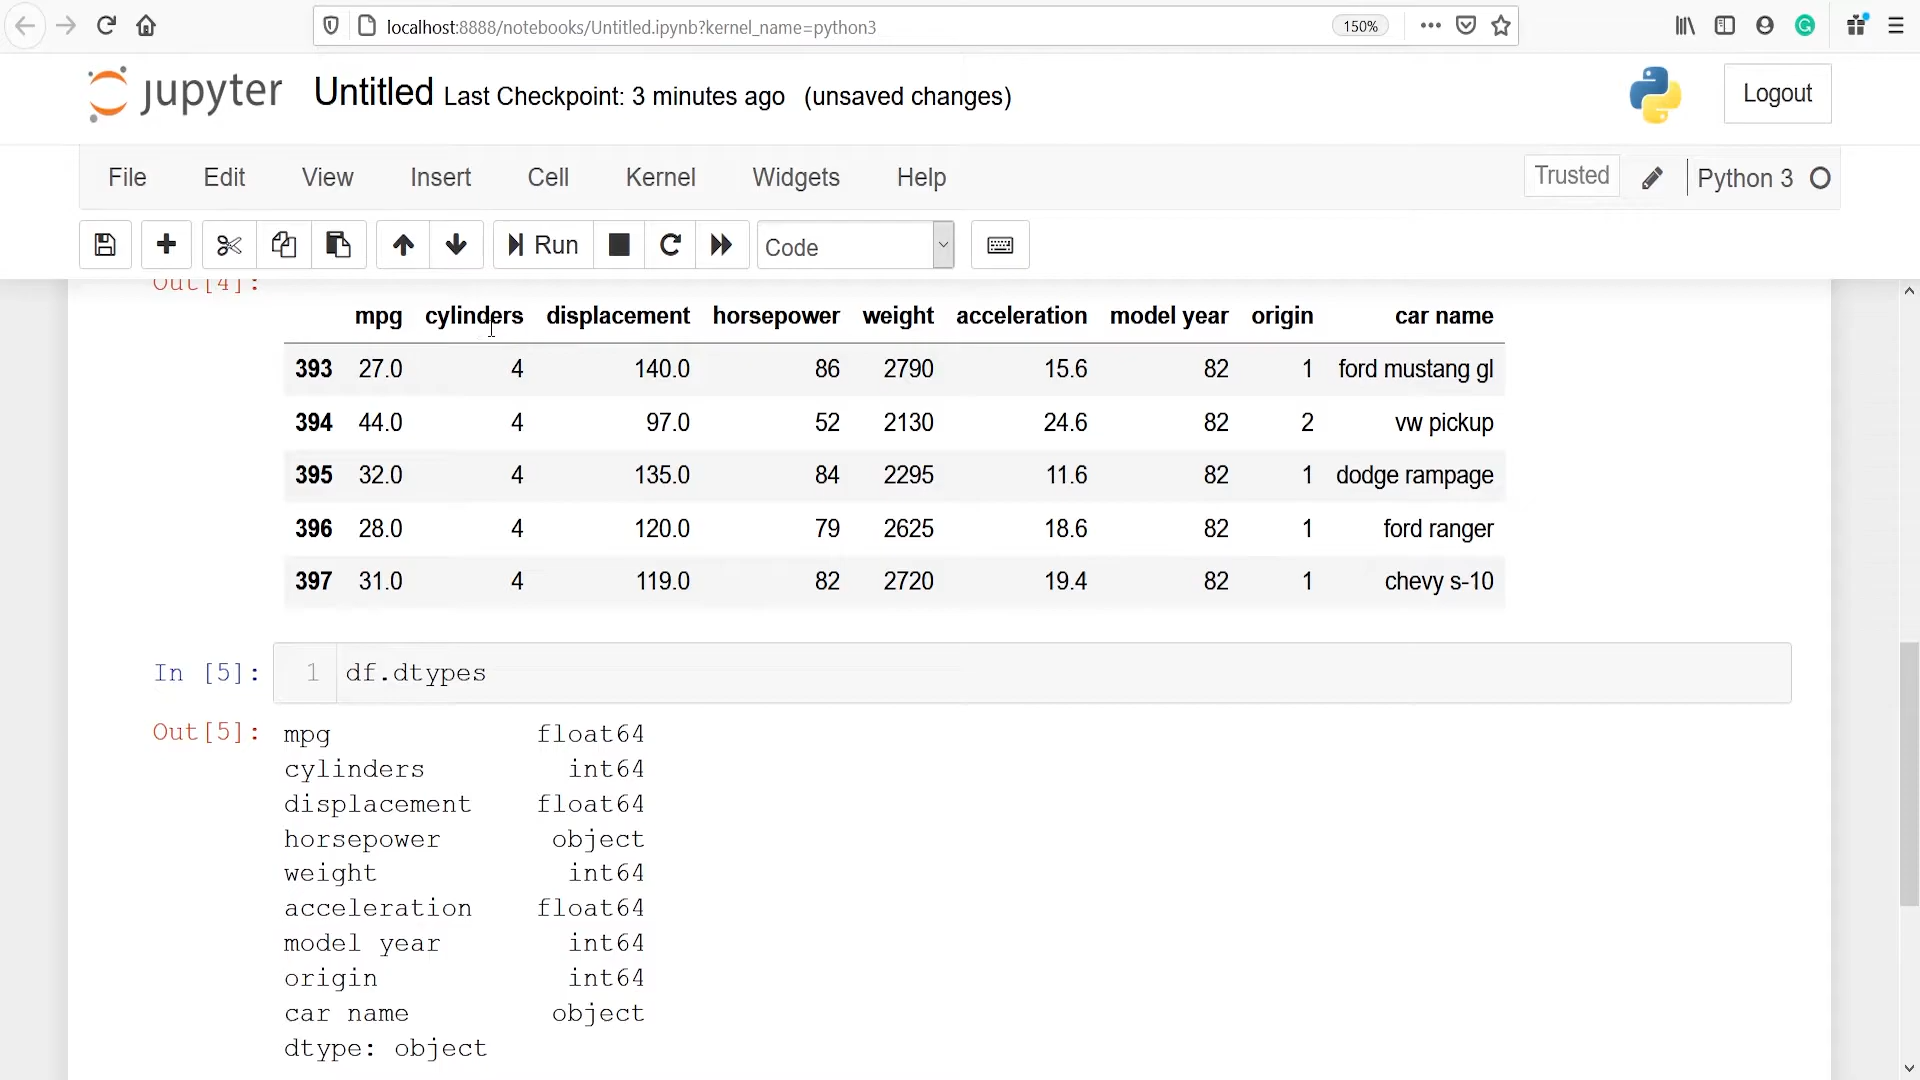 localhost:8888/notebooks/Untitled.ipynb?kernel_name=python3 150%
jupyter Untitled Last Checkpoint: 3 minutes ago (unsaved changes) Logout
File Edit View Insert Cell Kernel Widgets Help Trusted Python 3
Run Code
Out[4]:
mpg cylinders displacement horsepower weight acceleration model year origin car name
393 27.0 4 140.0 86 2790 15.6 82 1 ford mustang gl
394 44.0 4 97.0 52 2130 24.6 82 2 vw pickup
395 32.0 4 135.0 84 2295 11.6 82 1 dodge rampage
396 28.0 4 120.0 79 2625 18.6 82 1 ford ranger
397 31.0 4 119.0 82 2720 19.4 82 1 chevy s-10
In [5]: 1 df.dtypes
Out[5]: mpg float64
cylinders int64
displacement float64
horsepower object
weight int64
acceleration float64
model year int64
origin int64
car name object
dtype: object